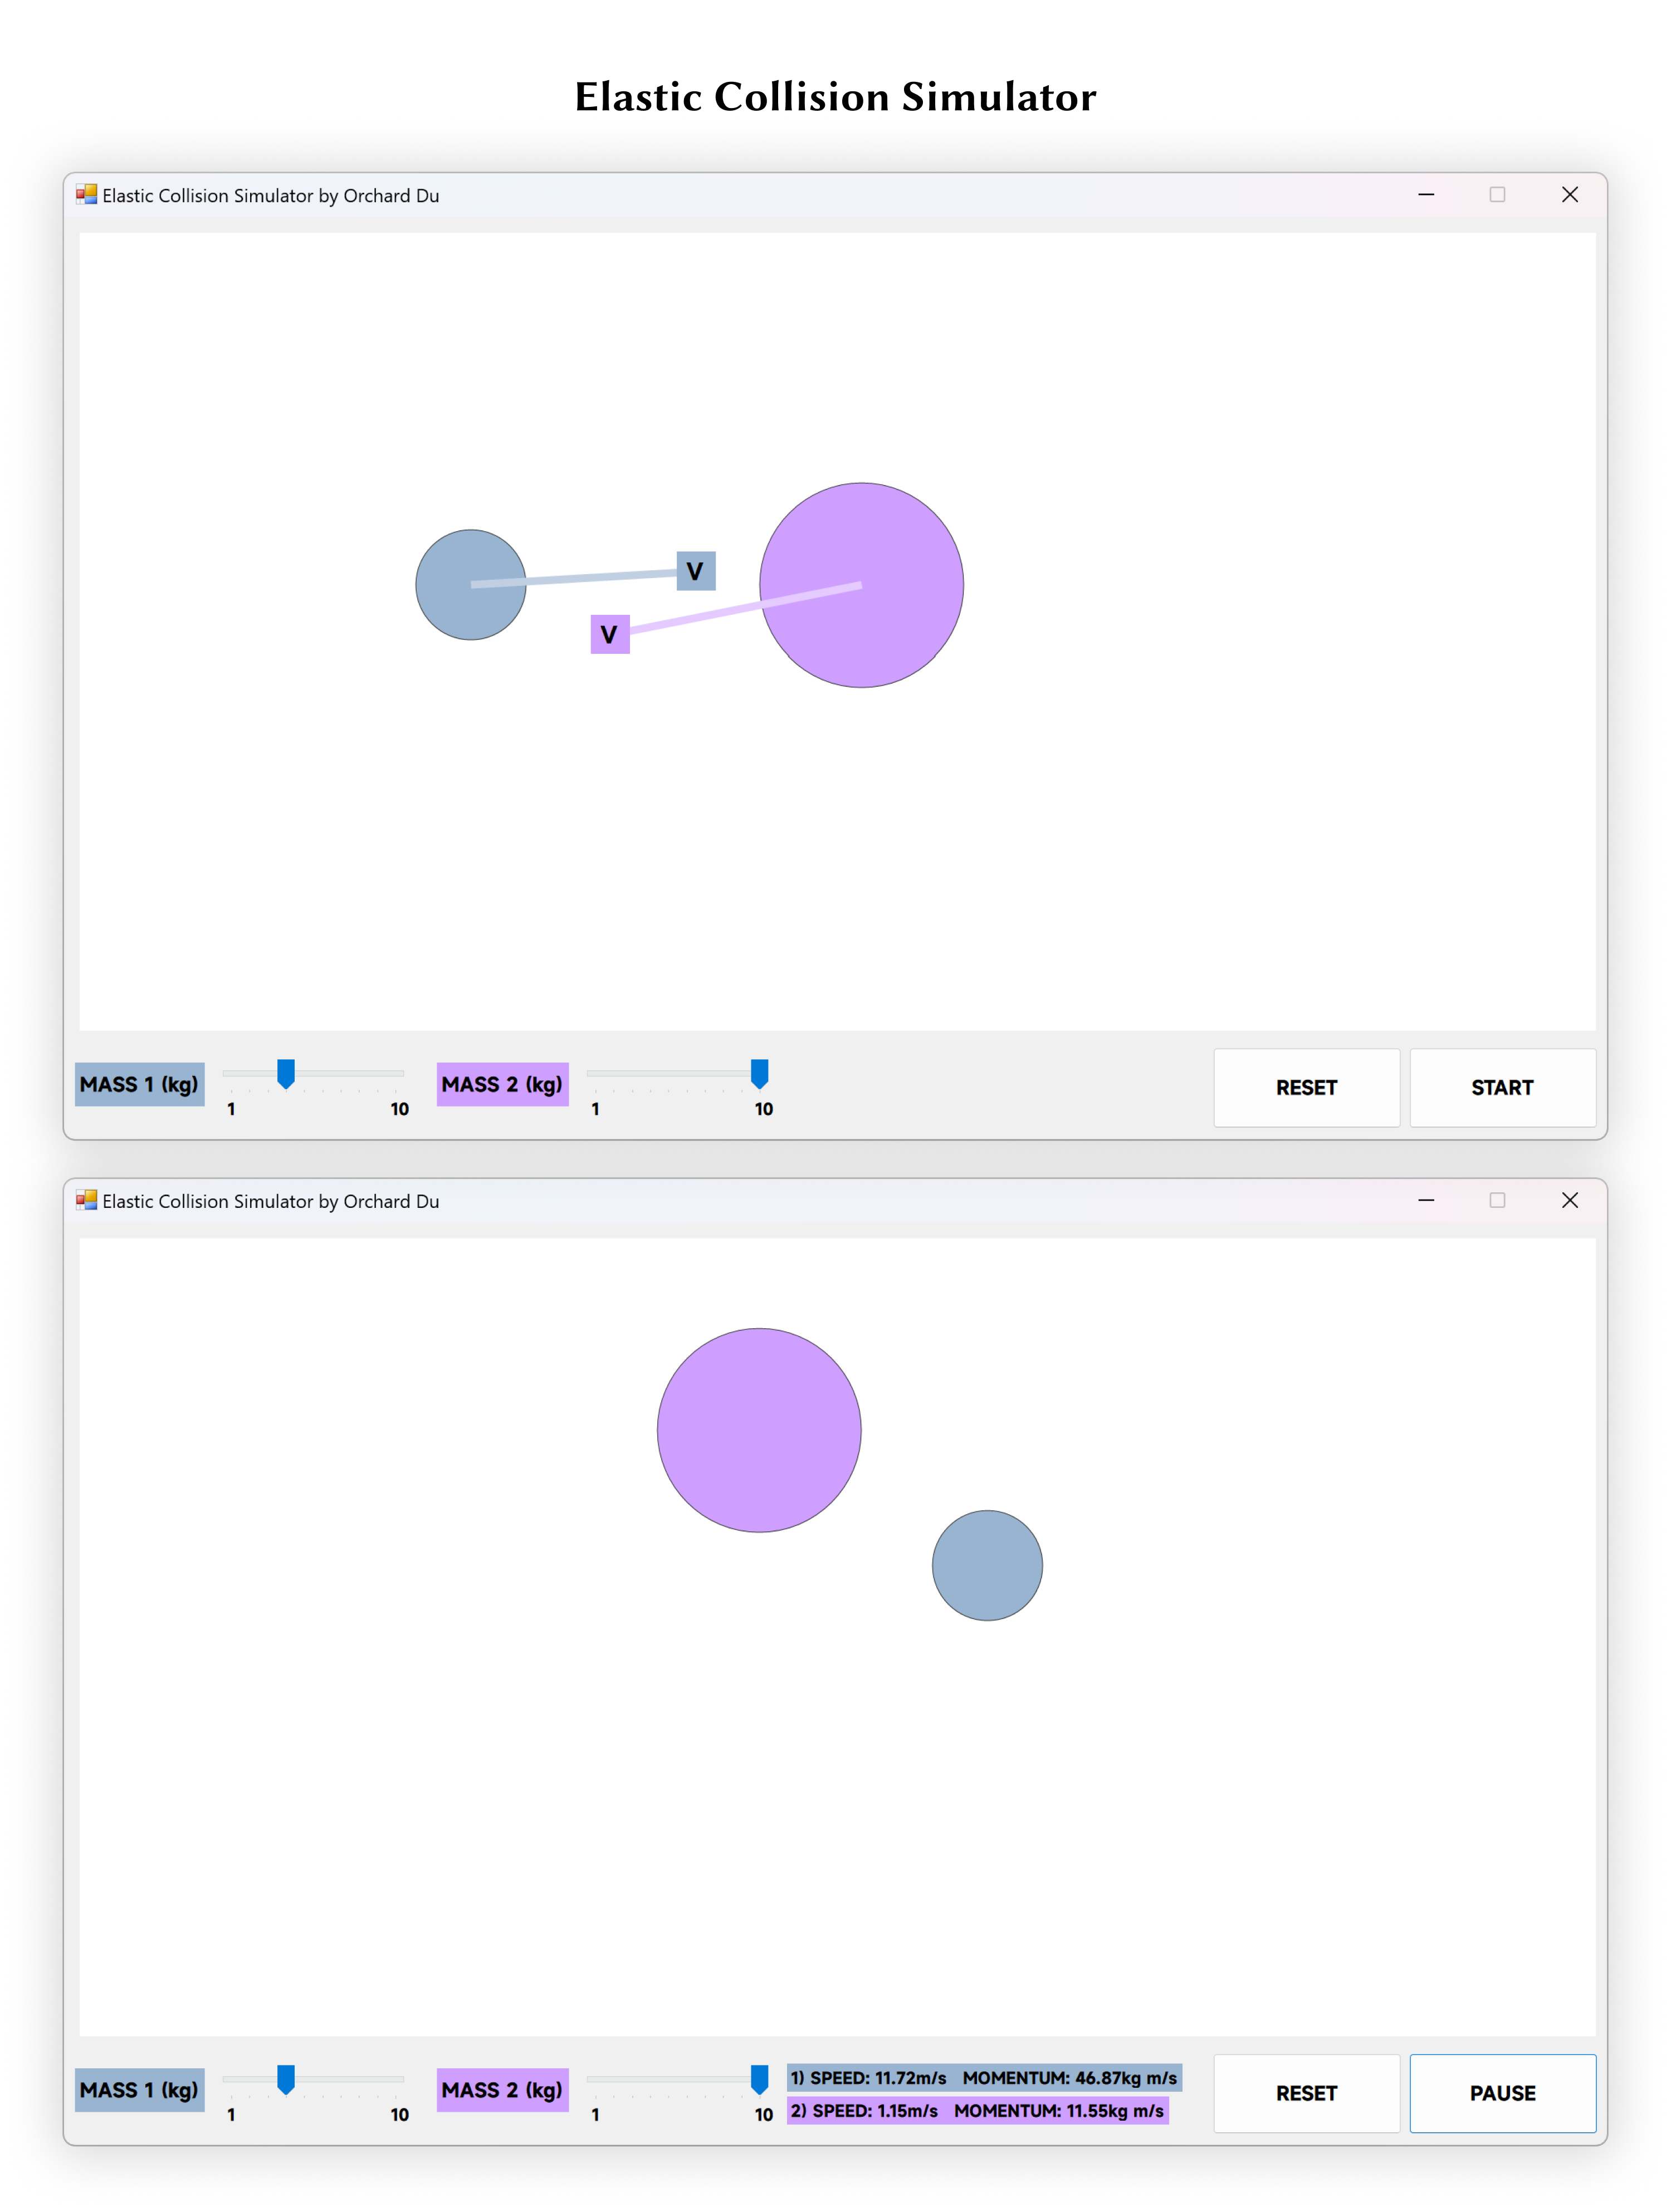 Elastic Collision Simulator
Elastic Collision Simulator by Orchard Du
V
V
MASS 1 (kg)
1 10
MASS 2 (kg)
1 10
RESET
START
Elastic Collision Simulator by Orchard Du
MASS 1 (kg)
1 10
MASS 2 (kg)
1 10
1) SPEED: 11.72m/s MOMENTUM: 46.87kg m/s
2) SPEED: 1.15m/s MOMENTUM: 11.55kg m/s
RESET
PAUSE